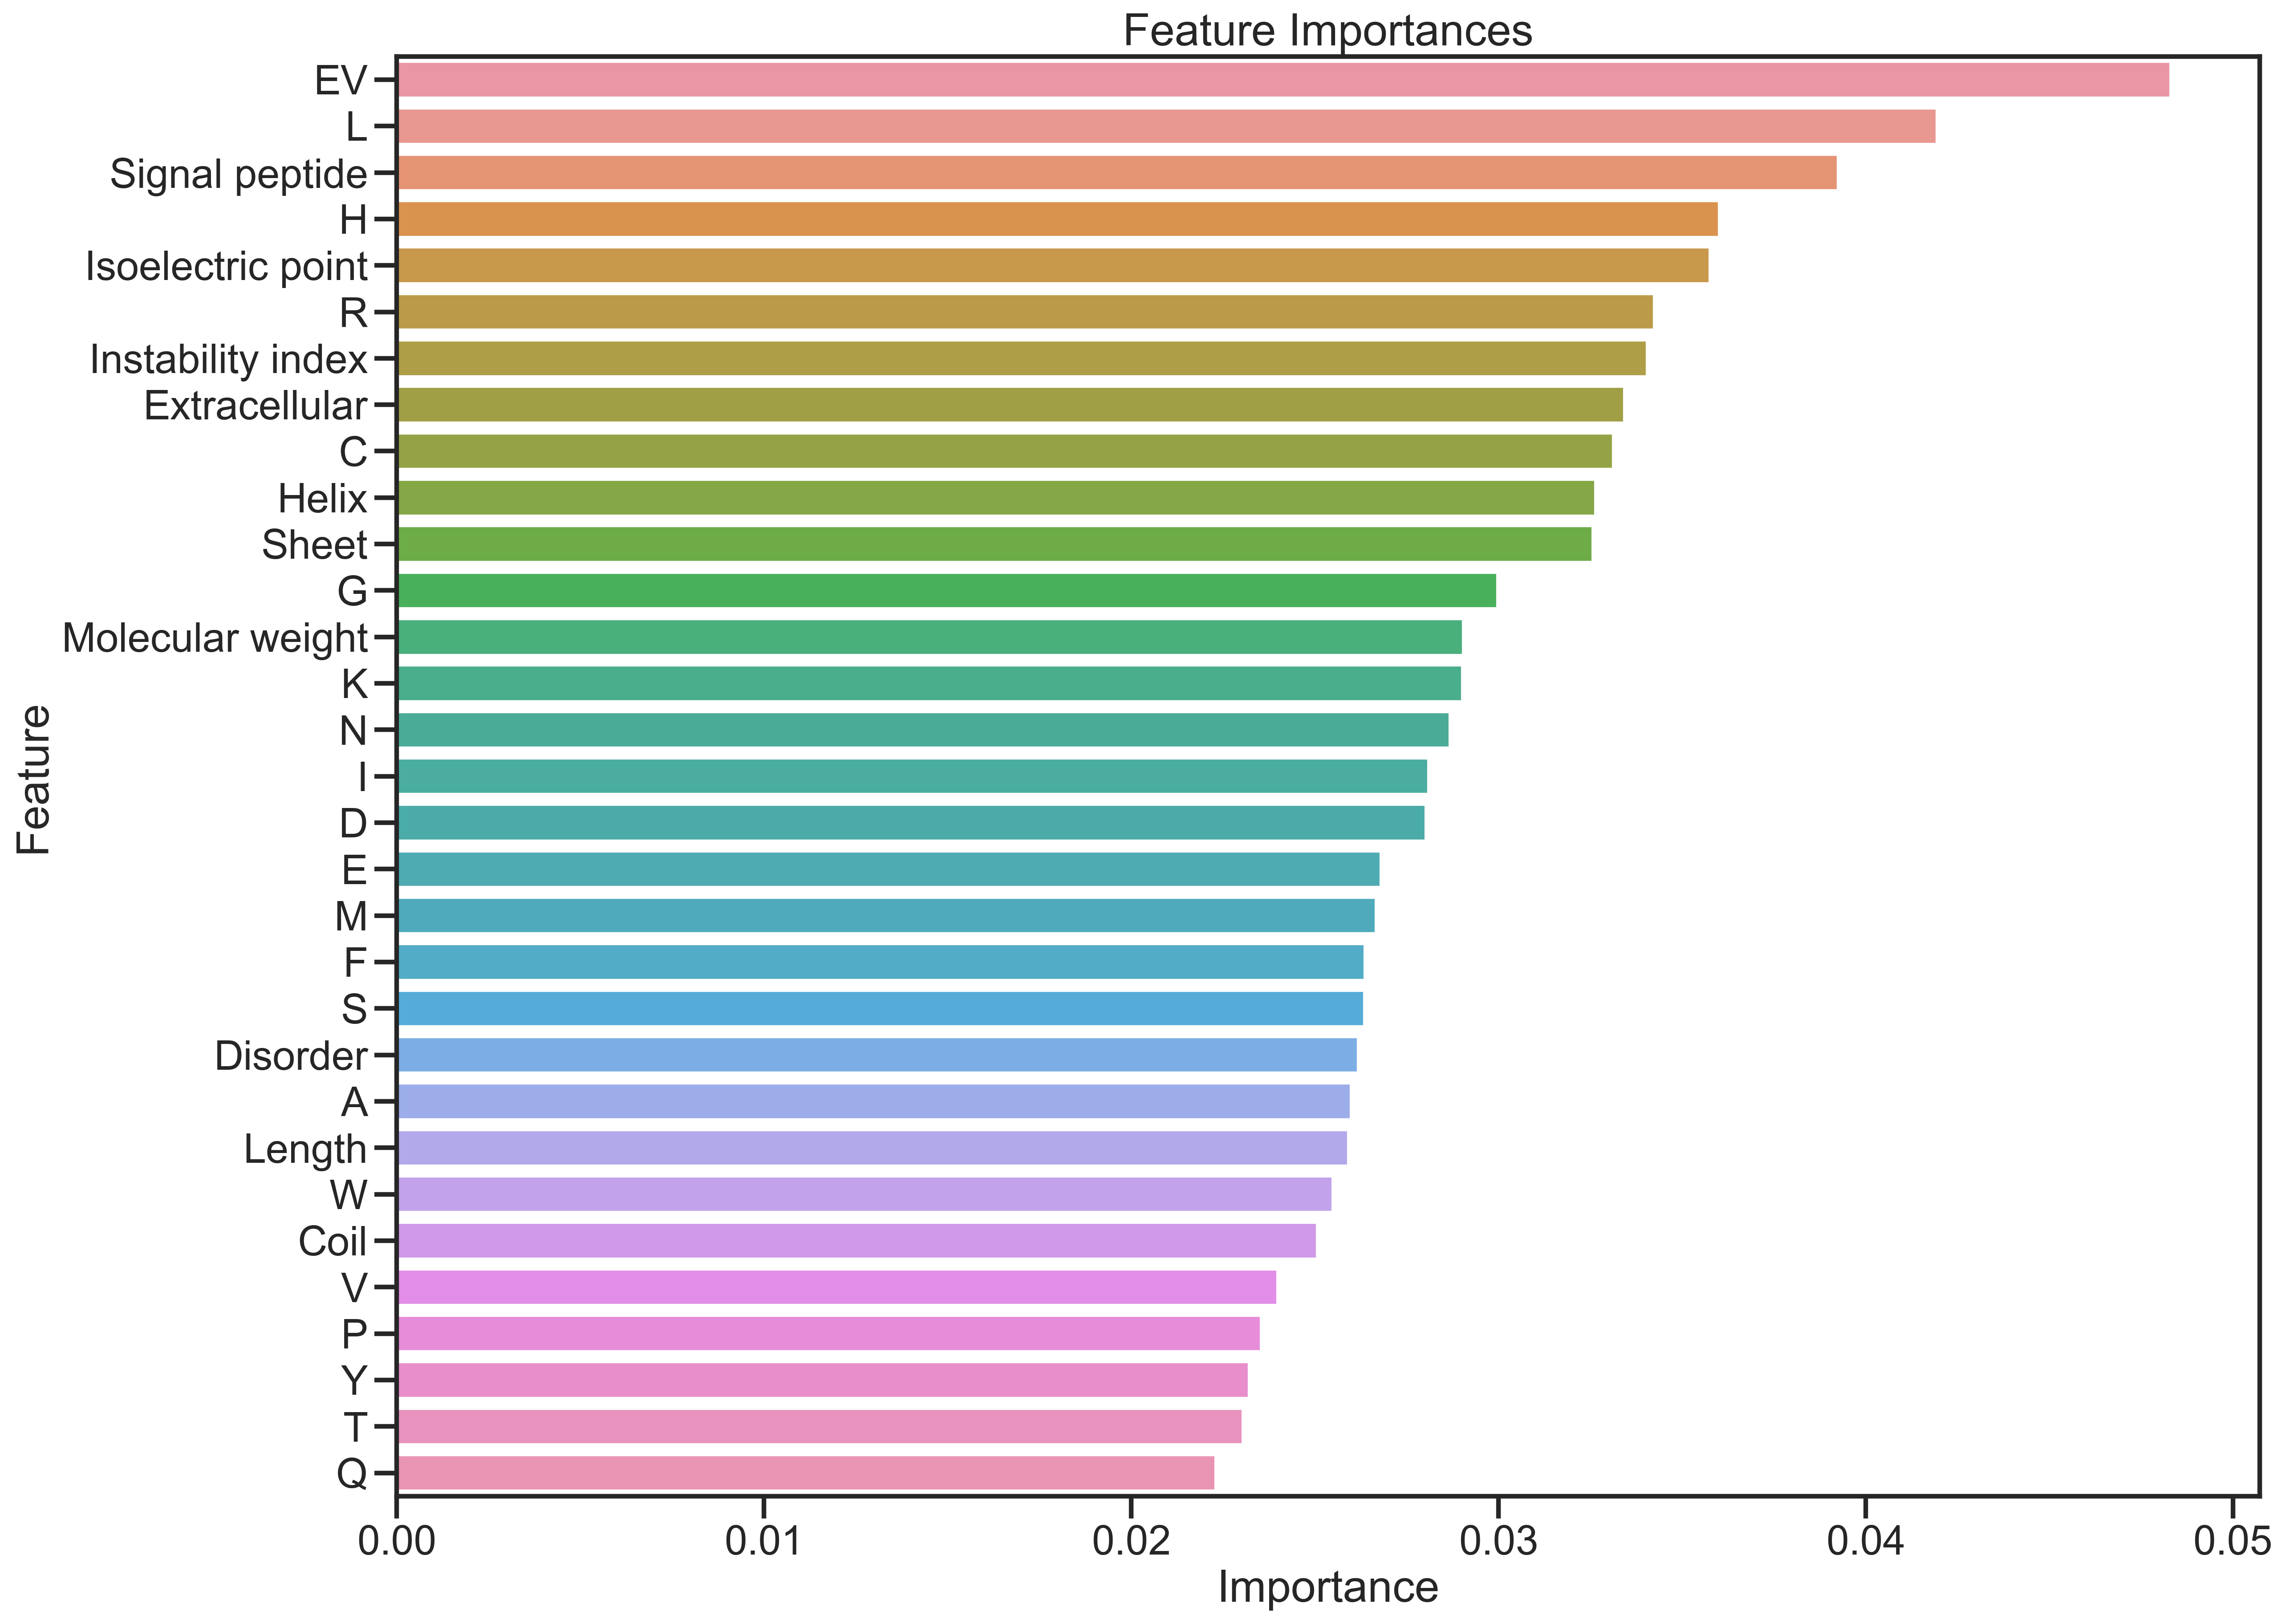 Feature Importances
EV
L
Signal peptide
H
Isoelectric point
R
Instability index
Extracellular
C
Helix
Sheet
G
Molecular weight
K
N
I
D
E
M
F
S
Disorder
A
Length
W
Coil
V
P
Y
T
Q
Feature
0.00 0.01 0.02 0.03 0.04 0.05
Importance